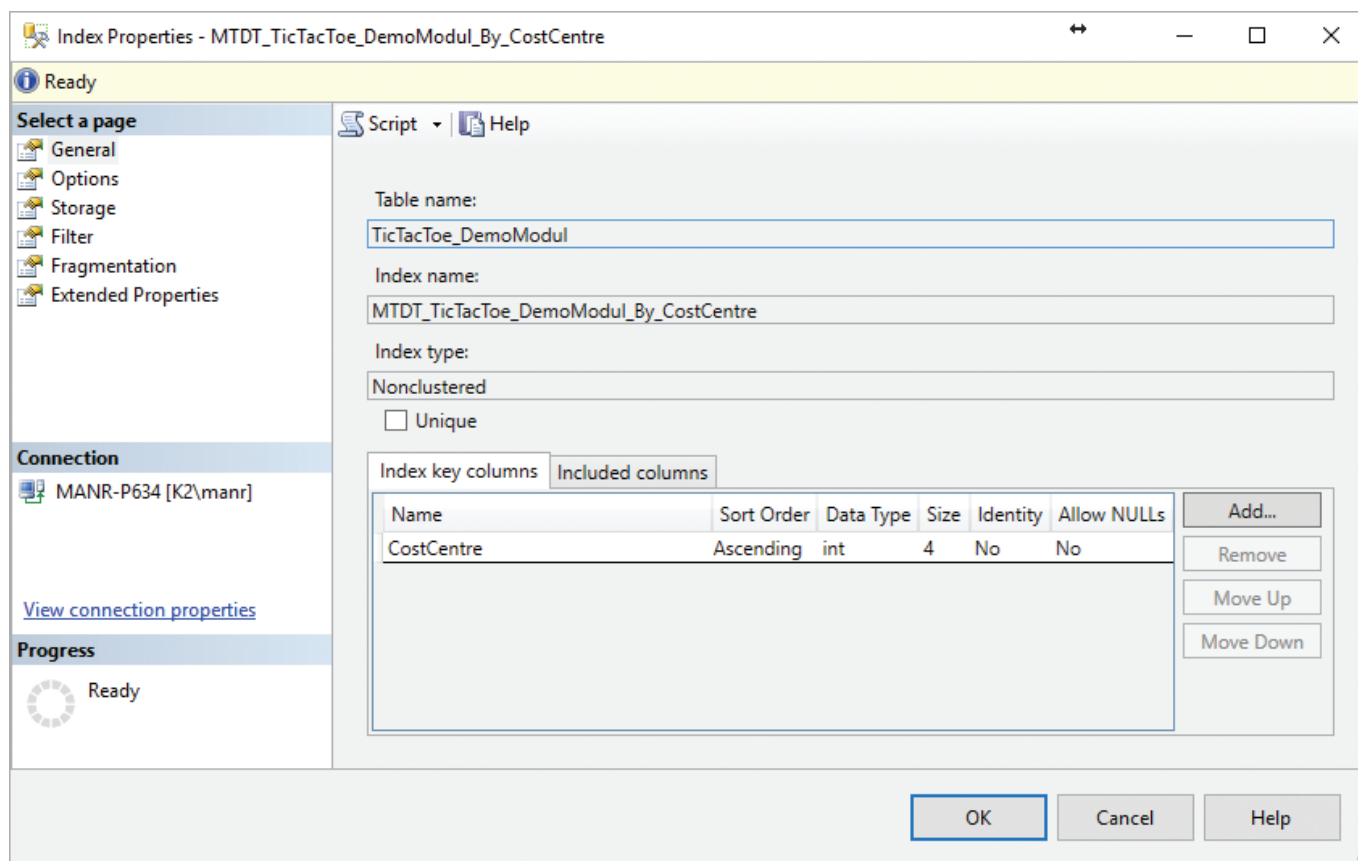 Index Properties - MTDT_TicTacToe_DemoModul_By_CostCentre
Ready
Select a page
General
Options
Storage
Filter
Fragmentation
Extended Properties
Connection
MANR-P634 [K2\manr]
View connection properties
Progress
Ready
Script Help
Table name:
TicTacToe_DemoModul
Index name:
MTDT_TicTacToe_DemoModul_By_CostCentre
Index type:
Nonclustered
Unique
Index key columns Included columns
Name Sort Order Data Type Size Identity Allow NULLs
CostCentre Ascending int 4 No No
Add...
Remove
Move Up
Move Down
OK Cancel Help